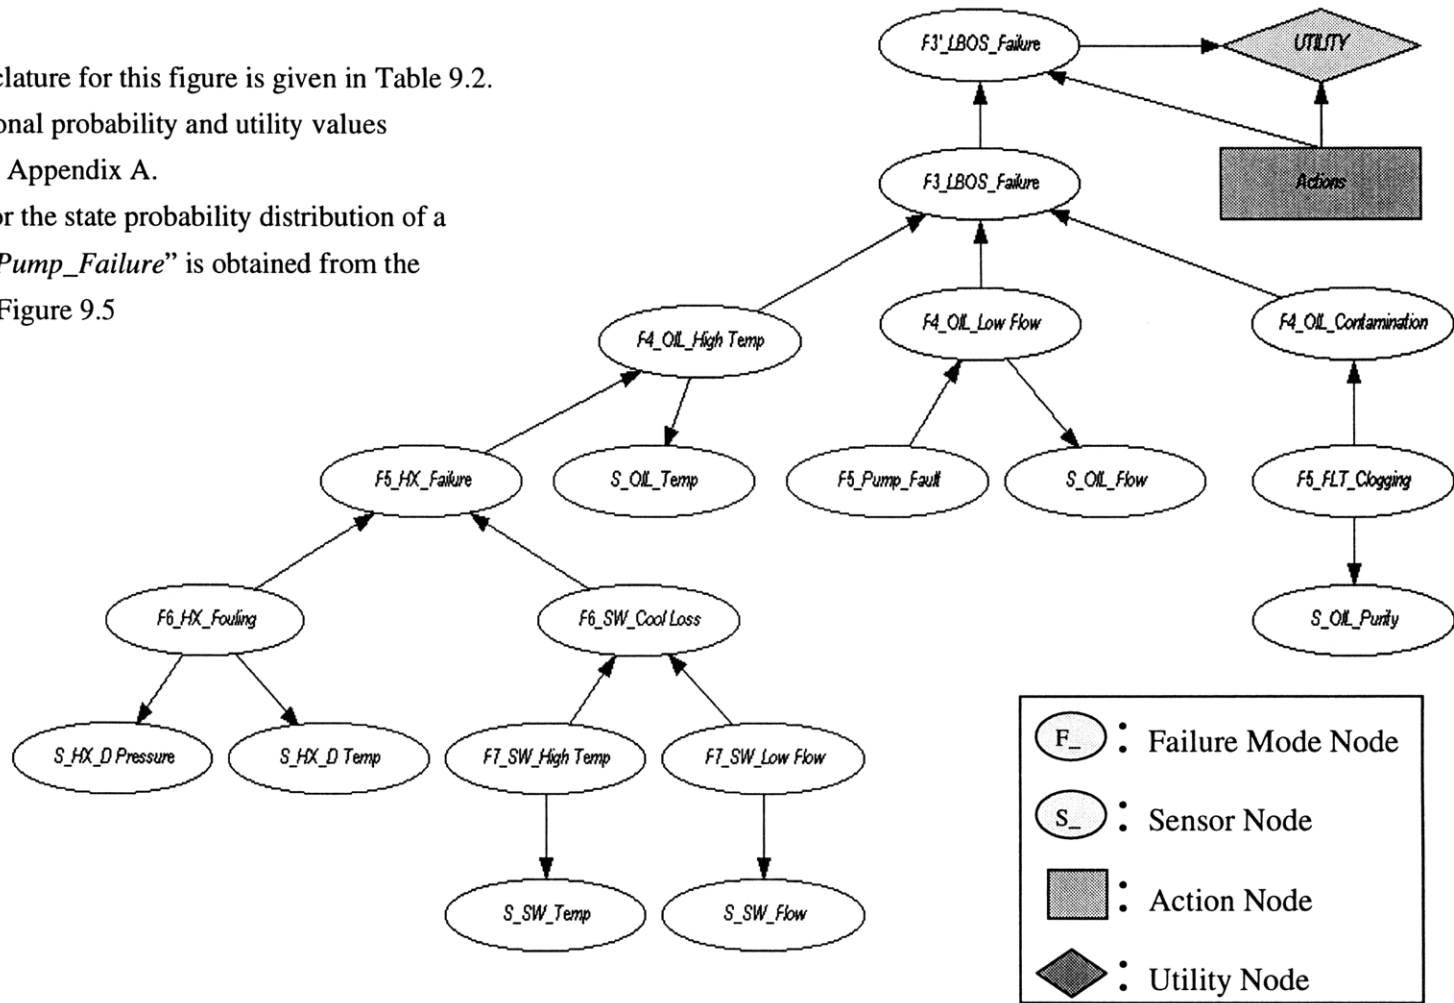 clature for this figure is given in Table 9.2.
onal probability and utility values
Appendix A.
or the state probability distribution of a
Pump_Failure” is obtained from the
Figure 9.5
F3'_LBOS_Failure
UTILITY
F3_LBOS_Failure
Actions
F4_OIL_High Temp
F4_OIL_Low Flow
F4_OIL_Contamination
F5_HX_Failure
S_OIL_Temp
F5_Pump_Fault
S_OIL_Flow
F5_FLT_Clogging
F6_HX_Fouling
F6_SW_Cool Loss
S_OIL_Purity
S_HX_D Pressure
S_HX_D Temp
F7_SW_High Temp
F7_SW_Low Flow
S_SW_Temp
S_SW_Flow
F_ : Failure Mode Node
S_ : Sensor Node
: Action Node
: Utility Node